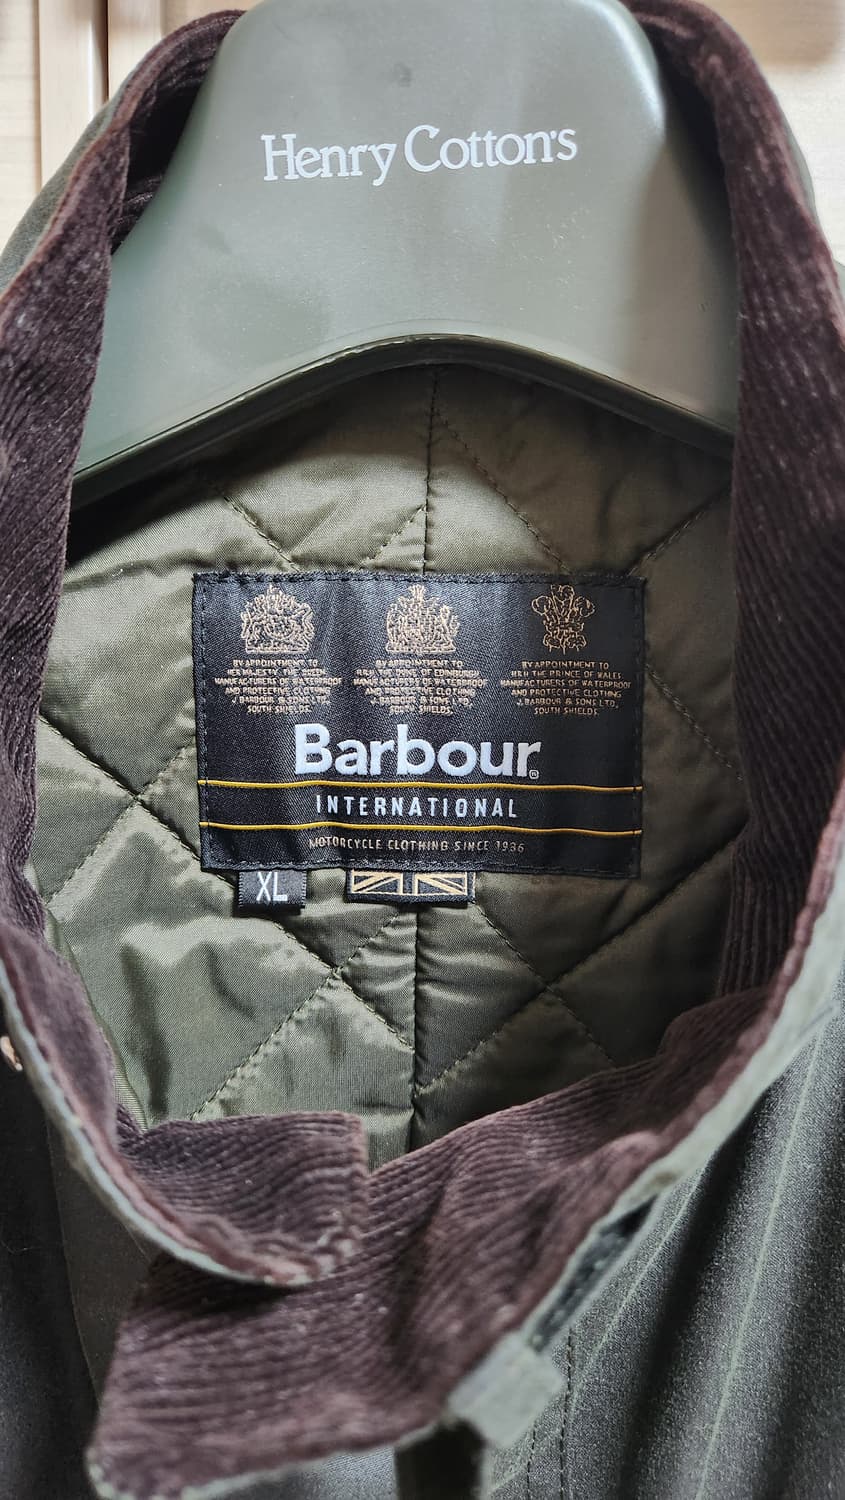 Henry Cotton's
BY APPOINTMENT TO
HER MAJESTY THE QUEEN
MANUFACTURERS OF WATERPROOF
AND PROTECTIVE CLOTHING
J.BARBOUR & SONS LTD.
SOUTH SHIELDS
BY APPOINTMENT TO
H.R.H THE DUKE OF EDINBURGH
MANUFACTURERS OF WATERPROOF
AND PROTECTIVE CLOTHING
J.BARBOUR & SONS LTD.
SOUTH SHIELDS.
BY APPOINTMENT TO
H.R.H THE PRINCE OF WALES
MANUFACTURERS OF WATERPROOF
AND PROTECTIVE CLOTHING
J.BARBOUR & SONS LTD.
SOUTH SHIELDS.
Barbour®
INTERNATIONAL
MOTORCYCLE CLOTHING SINCE 1936
XL